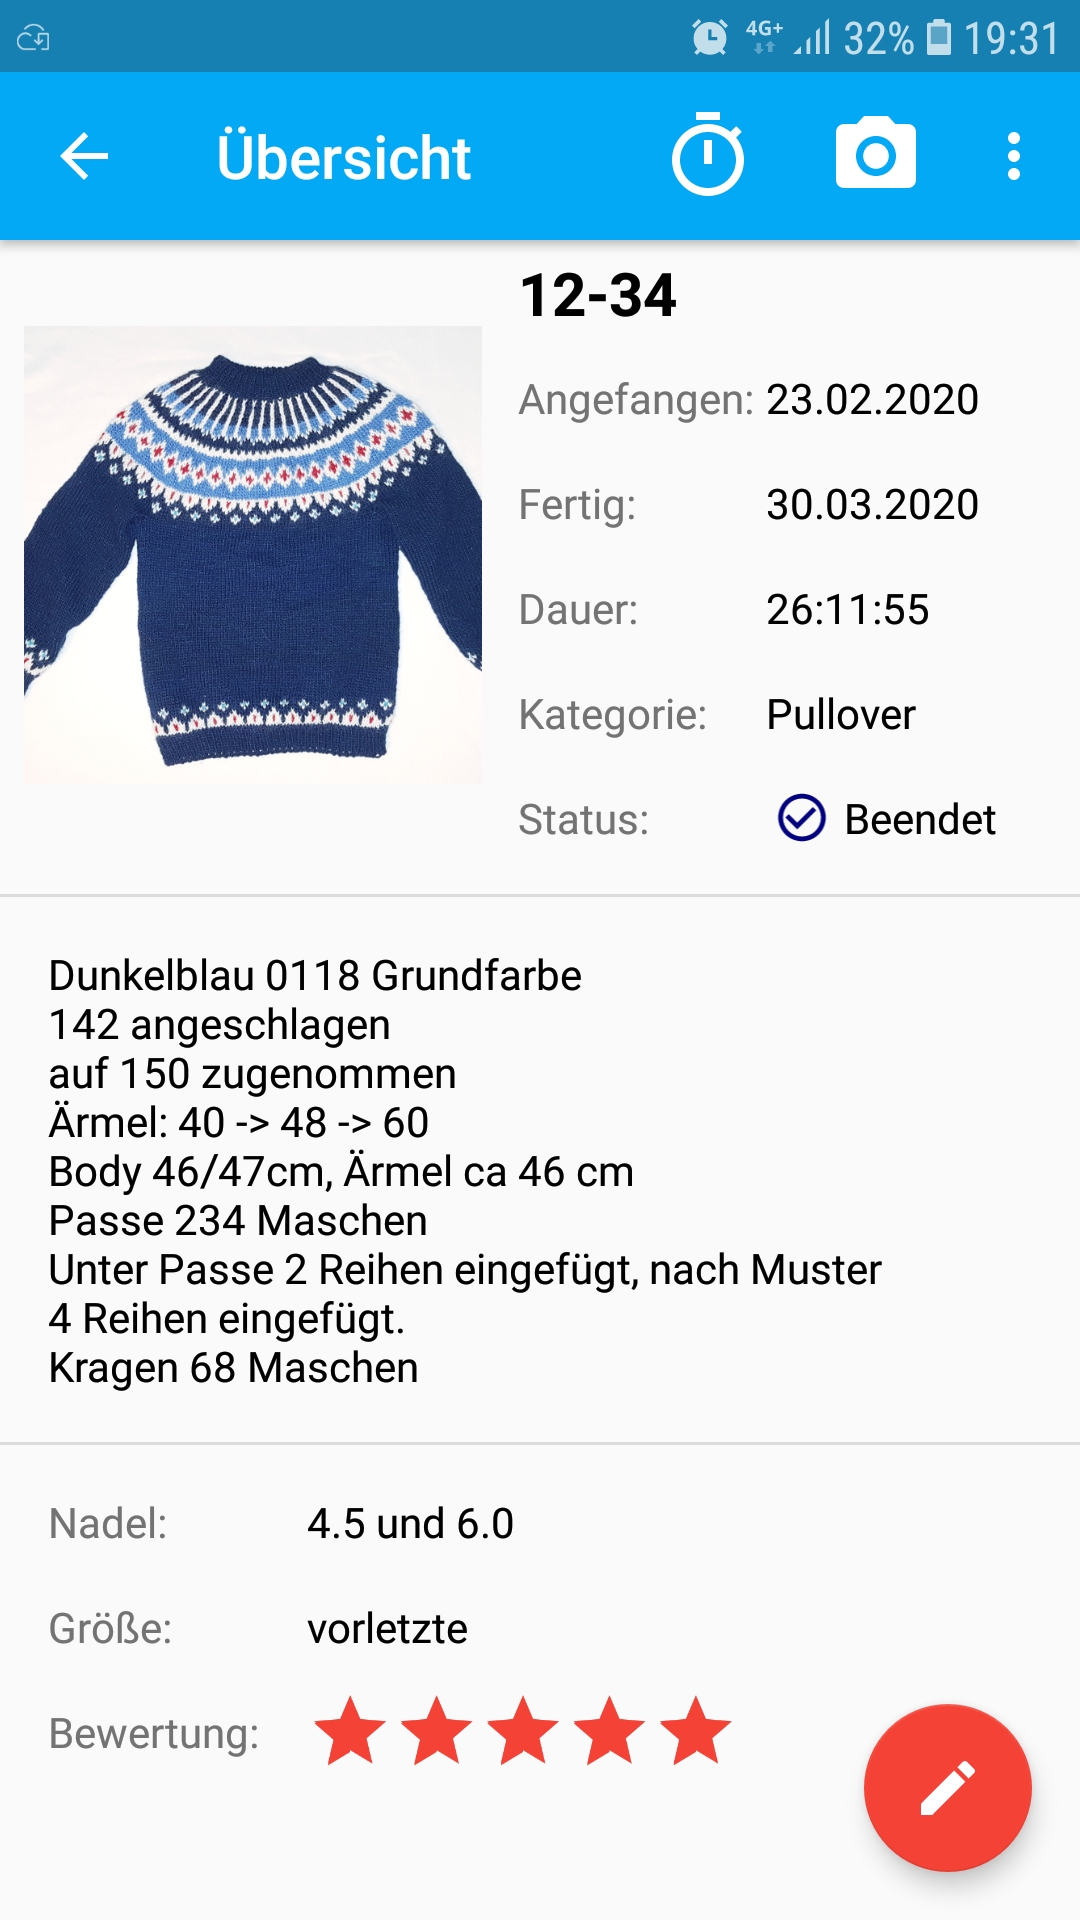 4G+ 32% 19:31
Übersicht
12-34
Angefangen: 23.02.2020
Fertig: 30.03.2020
Dauer: 26:11:55
Kategorie: Pullover
Status: Beendet
Dunkelblau 0118 Grundfarbe
142 angeschlagen
auf 150 zugenommen
Ärmel: 40 -> 48 -> 60
Body 46/47cm, Ärmel ca 46 cm
Passe 234 Maschen
Unter Passe 2 Reihen eingefügt, nach Muster
4 Reihen eingefügt.
Kragen 68 Maschen
Nadel: 4.5 und 6.0
Größe: vorletzte
Bewertung: